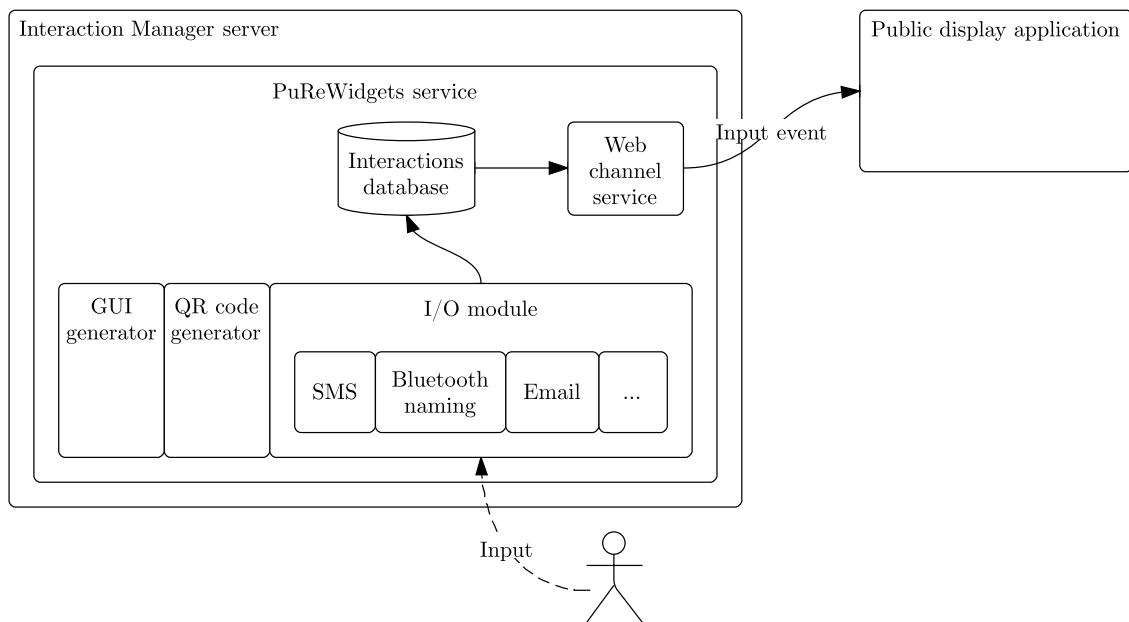 Interaction Manager server
Public display application
PuReWidgets service
Interactions
database
Web
channel
service
Input event
GUI
generator
QR code
generator
I/O module
SMS
Bluetooth
naming
Email
...
Input